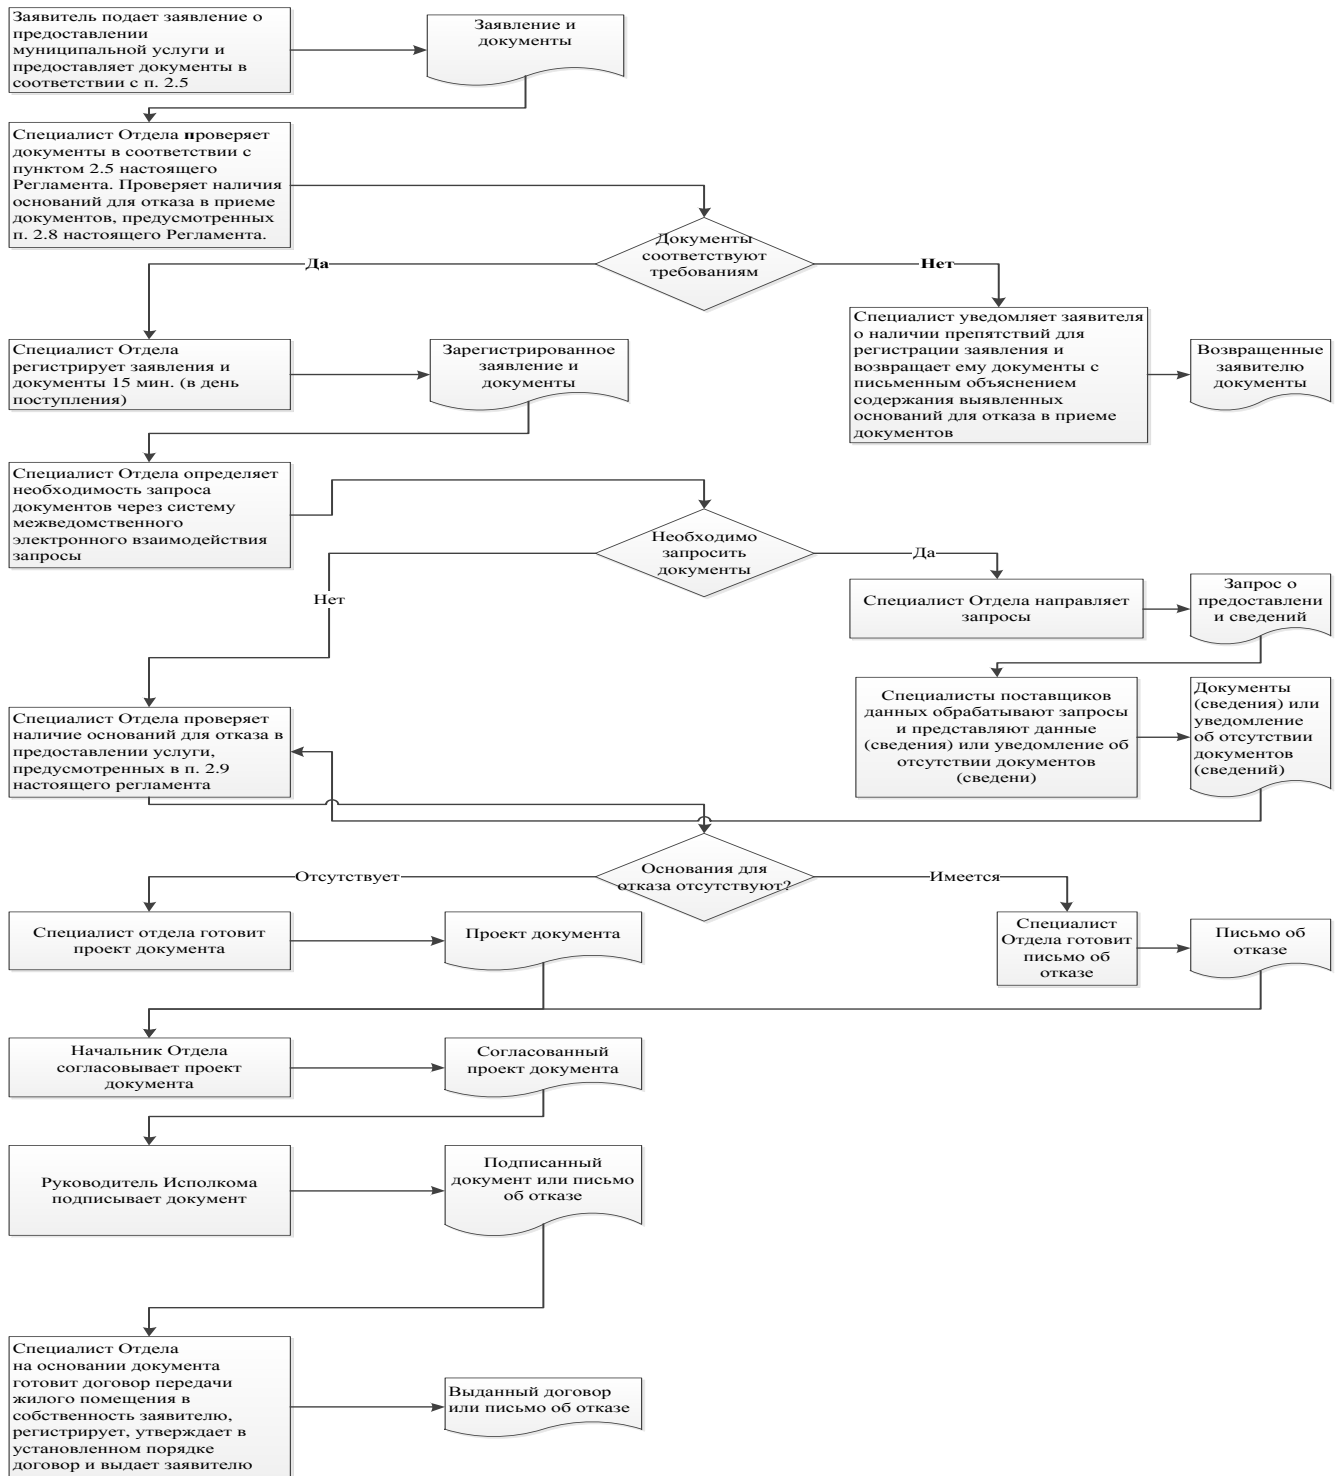 Заявитель подает заявление о
предоставлении
муниципальной услуги и
предоставляет документы в
соответствии с п. 2.5
Заявление и
документы
Специалист Отдела проверяет
документы в соответствии с
пунктом 2.5 настоящего
Регламента. Проверяет наличия
оснований для отказа в приеме
документов, предусмотренных
п. 2.8 настоящего Регламента.
Документы
соответствуют
требованиям
Да
Нет
Специалист Отдела
регистрирует заявления и
документы 15 мин. (в день
поступления)
Зарегистрированное
заявление и
документы
Специалист уведомляет заявителя
о наличии препятствий для
регистрации заявления и
возвращает ему документы с
письменным объяснением
содержания выявленных
оснований для отказа в приеме
документов
Возвращенные
заявителю
документы
Специалист Отдела определяет
необходимость запроса
документов через систему
межведомственного
электронного взаимодействия
запросы
Необходимо
запросить
документы
Да
Нет
Специалист Отдела направляет
запросы
Запрос о
предоставлени
и сведений
Специалисты поставщиков
данных обрабатывают запросы
и представляют данные
(сведения) или уведомление об
отсутствии документов
(сведени)
Документы
(сведения) или
уведомление
об отсутствии
документов
(сведений)
Специалист Отдела проверяет
наличие оснований для отказа в
предоставлении услуги,
предусмотренных в п. 2.9
настоящего регламента
Основания для
отказа отсутствуют?
Отсутствует
Имеется
Специалист отдела готовит
проект документа
Проект документа
Специалист
Отдела готовит
письмо об
отказе
Письмо об
отказе
Начальник Отдела
согласовывает проект
документа
Согласованный
проект документа
Руководитель Исполкома
подписывает документ
Подписанный
документ или письмо
об отказе
Специалист Отдела
на основании документа
готовит договор передачи
жилого помещения в
собственность заявителю,
регистрирует, утверждает в
установленном порядке
договор и выдает заявителю
Выданный договор
или письмо об отказе